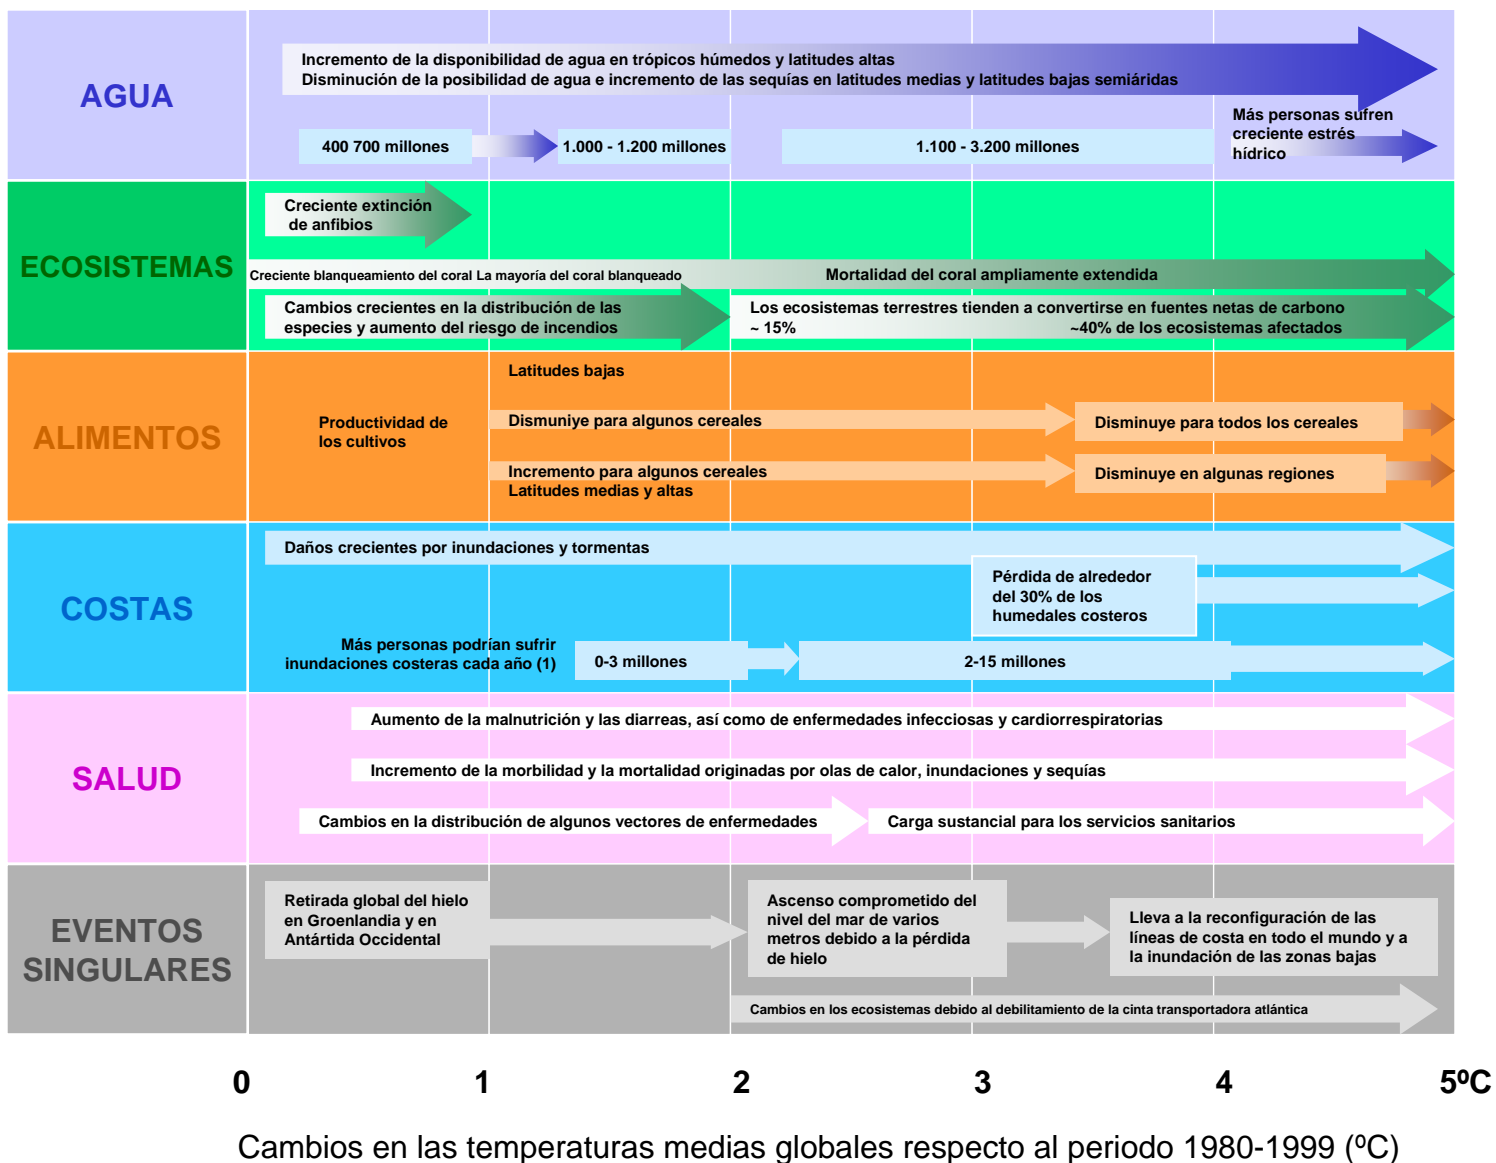 AGUA
Incremento de la disponibilidad de agua en trópicos húmedos y latitudes altas
Disminución de la posibilidad de agua e incremento de las sequías en latitudes medias y latitudes bajas semiáridas
400 700 millones
1.000 - 1.200 millones
1.100 - 3.200 millones
Más personas sufren
creciente estrés
hídrico
ECOSISTEMAS
Creciente extinción
de anfibios
Creciente blanqueamiento del coral La mayoría del coral blanqueado
Mortalidad del coral ampliamente extendida
Cambios crecientes en la distribución de las
especies y aumento del riesgo de incendios
Los ecosistemas terrestres tienden a convertirse en fuentes netas de carbono
~ 15% ~40% de los ecosistemas afectados
ALIMENTOS
Productividad de
los cultivos
Latitudes bajas
Dismuniye para algunos cereales
Disminuye para todos los cereales
Incremento para algunos cereales
Latitudes medias y altas
Disminuye en algunas regiones
COSTAS
Daños crecientes por inundaciones y tormentas
Pérdida de alrededor
del 30% de los
humedales costeros
Más personas podrían sufrir
inundaciones costeras cada año (1)
0-3 millones
2-15 millones
SALUD
Aumento de la malnutrición y las diarreas, así como de enfermedades infecciosas y cardiorrespiratorias
Incremento de la morbilidad y la mortalidad originadas por olas de calor, inundaciones y sequías
Cambios en la distribución de algunos vectores de enfermedades
Carga sustancial para los servicios sanitarios
EVENTOS
SINGULARES
Retirada global del hielo
en Groenlandia y en
Antártida Occidental
Ascenso comprometido del
nivel del mar de varios
metros debido a la pérdida
de hielo
Lleva a la reconfiguración de las
líneas de costa en todo el mundo y a
la inundación de las zonas bajas
Cambios en los ecosistemas debido al debilitamiento de la cinta transportadora atlántica
0 1 2 3 4 5ºC
Cambios en las temperaturas medias globales respecto al periodo 1980-1999 (ºC)